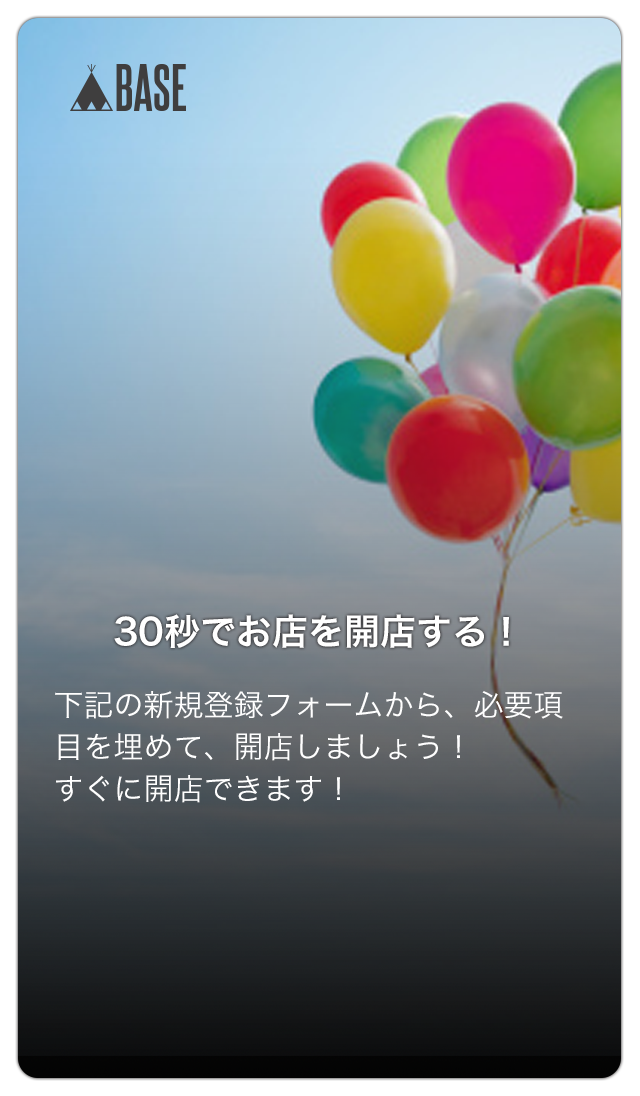 BASE
30秒でお店を開店する！
下記の新規登録フォームから、必要項
目を埋めて、開店しましょう！
すぐに開店できます！